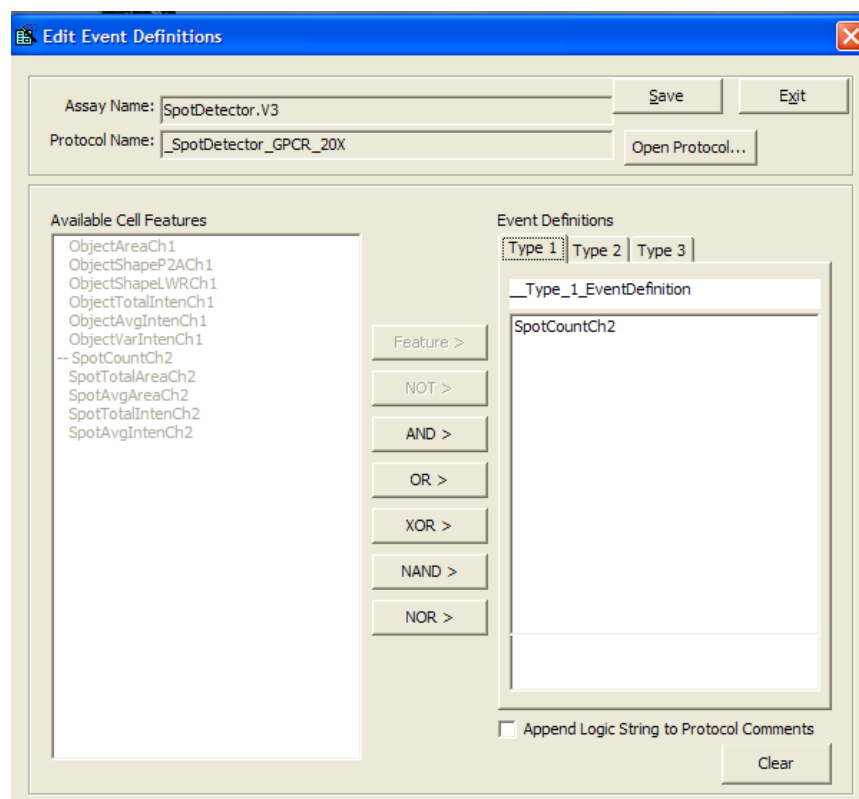 Edit Event Definitions
Assay Name: SpotDetector.V3
Save
Exit
Protocol Name: _SpotDetector_GPCR_20X
Open Protocol...
Available Cell Features
ObjectAreaCh1
ObjectShapeP2ACh1
ObjectShapeLWRCh1
ObjectTotalIntenCh1
ObjectAvgIntenCh1
ObjectVarIntenCh1
-- SpotCountCh2
SpotTotalAreaCh2
SpotAvgAreaCh2
SpotTotalIntenCh2
SpotAvgIntenCh2
Feature >
NOT >
AND >
OR >
XOR >
NAND >
NOR >
Event Definitions
Type 1 Type 2 Type 3
__Type_1_EventDefinition
SpotCountCh2
Append Logic String to Protocol Comments
Clear